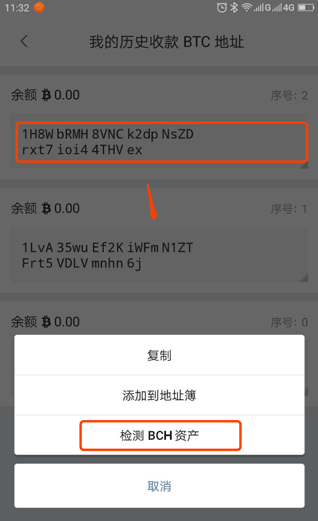 11:32
G 4G
我的历史收款 BTC 地址
余额 ₿ 0.00
序号: 2
1H8W bRMH 8VNC k2dp NsZD
rxt7 ioi4 4THV ex
余额 ₿ 0.00
序号: 1
1LvA 35wu Ef2K iWFm N1ZT
Frt5 VDLV mnhn 6j
余额 ₿ 0.00
序号: 0
复制
添加到地址簿
检测 BCH 资产
取消